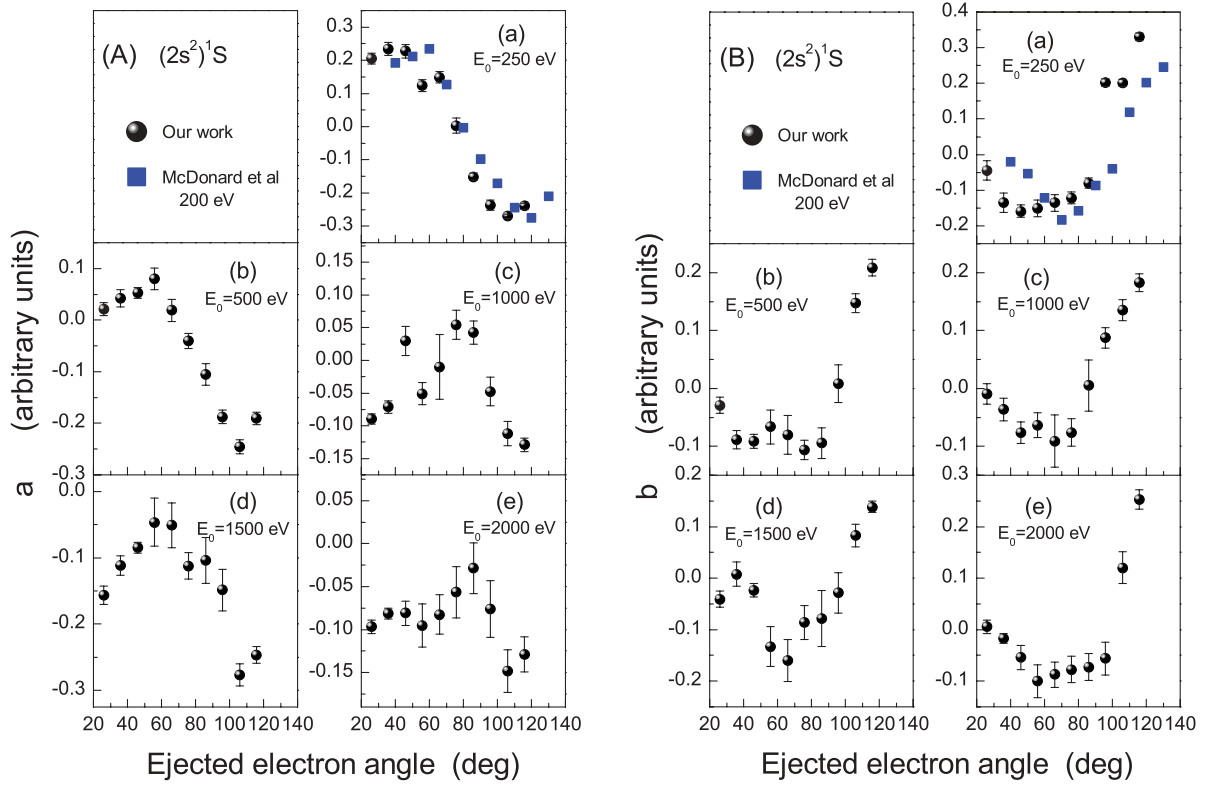 (A) (2s²)¹S
Our work
McDonard et al
200 eV
(a)
E₀=250 eV
0.3
0.2
0.1
0.0
-0.1
-0.2
-0.3
(b)
E₀=500 eV
0.1
0.0
-0.1
-0.2
-0.3
(c)
E₀=1000 eV
0.15
0.10
0.05
0.00
-0.05
-0.10
-0.15
(d)
E₀=1500 eV
0.0
-0.1
-0.2
-0.3
20 40 60 80 100 120
(e)
E₀=2000 eV
0.05
0.00
-0.05
-0.10
-0.15
20 40 60 80 100 120 140
a (arbitrary units)
Ejected electron angle (deg)
(B) (2s²)¹S
Our work
McDonard et al
200 eV
(a)
E₀=250 eV
0.4
0.3
0.2
0.1
0.0
-0.1
-0.2
(b)
E₀=500 eV
0.2
0.1
0.0
-0.1
(c)
E₀=1000 eV
0.2
0.1
0.0
-0.1
(d)
E₀=1500 eV
0.2
0.1
0.0
-0.1
-0.2
20 40 60 80 100 120
(e)
E₀=2000 eV
0.3
0.2
0.1
0.0
-0.1
20 40 60 80 100 120 140
b (arbitrary units)
Ejected electron angle (deg)